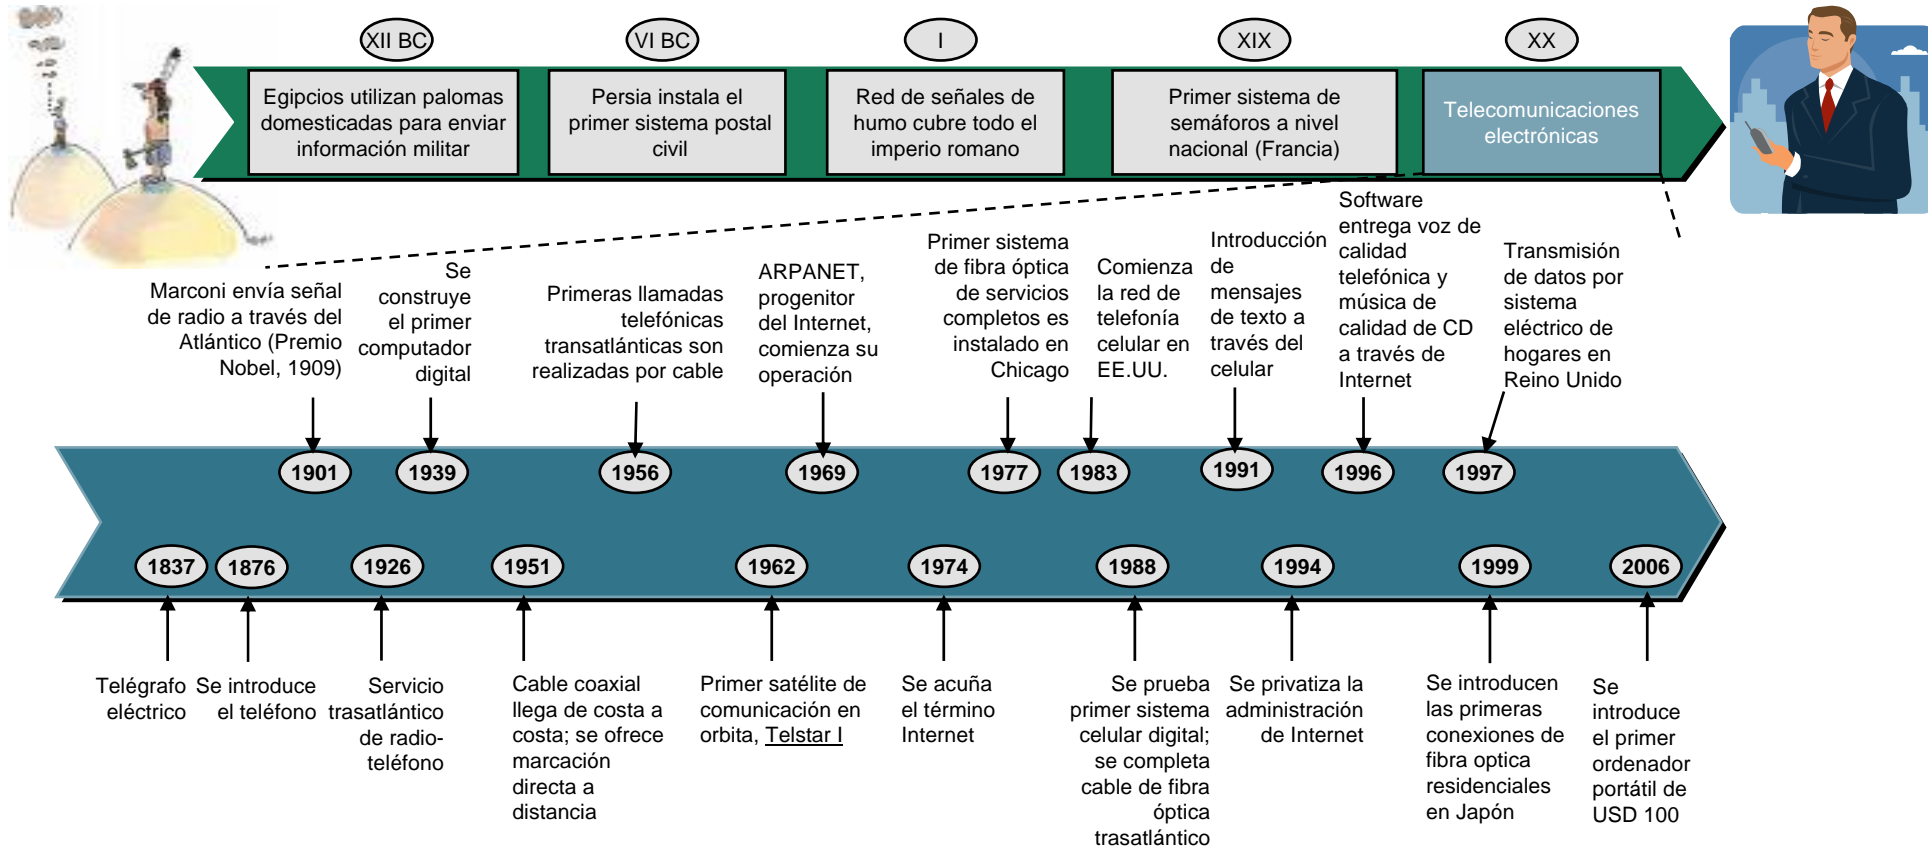 XII BC
VI BC
I
XIX
XX
Egipcios utilizan palomas
domesticadas para enviar
información militar
Persia instala el
primer sistema postal
civil
Red de señales de
humo cubre todo el
imperio romano
Primer sistema de
semáforos a nivel
nacional (Francia)
Telecomunicaciones
electrónicas
Marconi envía señal
de radio a través del
Atlántico (Premio
Nobel, 1909)
Se
construye
el primer
computador
digital
Primeras llamadas
telefónicas
transatlánticas son
realizadas por cable
ARPANET,
progenitor
del Internet,
comienza su
operación
Primer sistema
de fibra óptica
de servicios
completos es
instalado en
Chicago
Comienza
la red de
telefonía
celular en
EE.UU.
Introducción
de
mensajes
de texto a
través del
celular
Software
entrega voz de
calidad
telefónica y
música de
calidad de CD
a través de
Internet
Transmisión
de datos por
sistema
eléctrico de
hogares en
Reino Unido
1901
1939
1956
1969
1977
1983
1991
1996
1997
1837
1876
1926
1951
1962
1974
1988
1994
1999
2006
Telégrafo
eléctrico
Se introduce
el teléfono
Servicio
trasatlántico
de radio-
teléfono
Cable coaxial
llega de costa a
costa; se ofrece
marcación
directa a
distancia
Primer satélite de
comunicación en
orbita, Telstar I
Se acuña
el término
Internet
Se prueba
primer sistema
celular digital;
se completa
cable de fibra
óptica
trasatlántico
Se privatiza la
administración
de Internet
Se introducen
las primeras
conexiones de
fibra optica
residenciales
en Japón
Se
introduce
el primer
ordenador
portátil de
USD 100